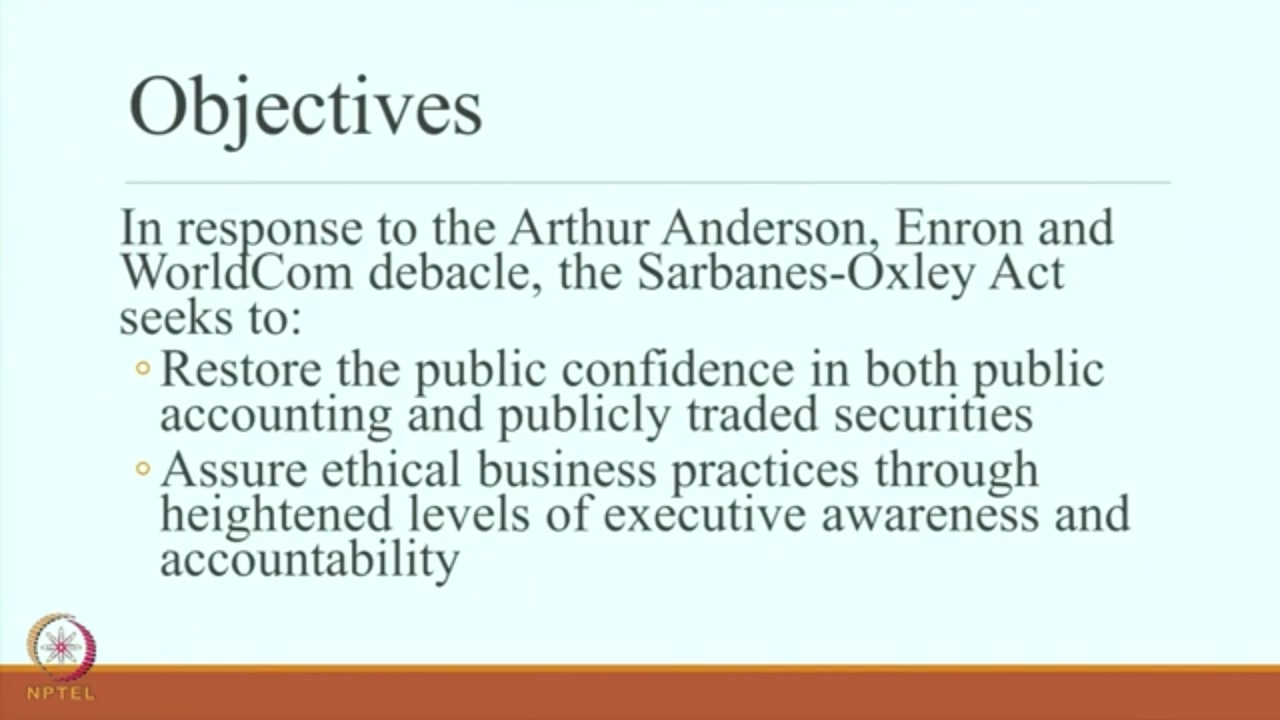 Objectives
In response to the Arthur Anderson, Enron and
WorldCom debacle, the Sarbanes-Oxley Act
seeks to:
◦ Restore the public confidence in both public
accounting and publicly traded securities
◦ Assure ethical business practices through
heightened levels of executive awareness and
accountability
NPTEL